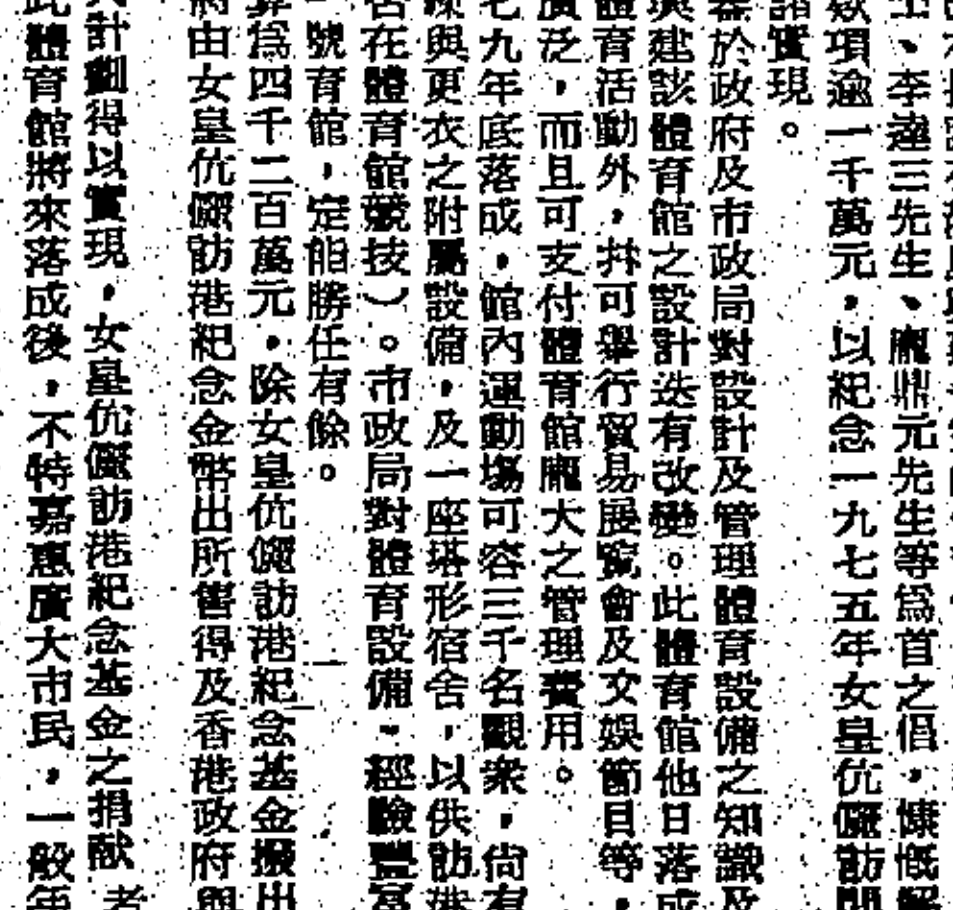 士、李達三先生、龐鼎元先生等爲首之倡，慷慨解
欵項逾一千萬元，以紀念一九七五年女皇伉儷訪問
諸實現。
於政府及市政局對設計及管理體育設備之知識及
興建該體育館之設計迭有改變。此體育館他日落成
體育活動外，并可舉行貿易展覽會及文娛節目等，
廣泛，而且可支付體育館龐大之管理費用。
七九年底落成，館內運動塲可容三千名觀衆，尙有
與更衣之附屬設備，及一座塔形宿舍，以供訪港
在體育館競技）。市政局對體育設備，經驗豐富
號育館，定能勝任有餘。
算爲四千二百萬元，除女皇伉儷訪港紀念基金撥出
將由女皇伉儷訪港紀念金幣出所售得及香港政府與
計劃得以實現，女皇伉儷訪港紀念基金之捐献者
此體育館將來落成後，不特嘉惠廣大市民，一般年